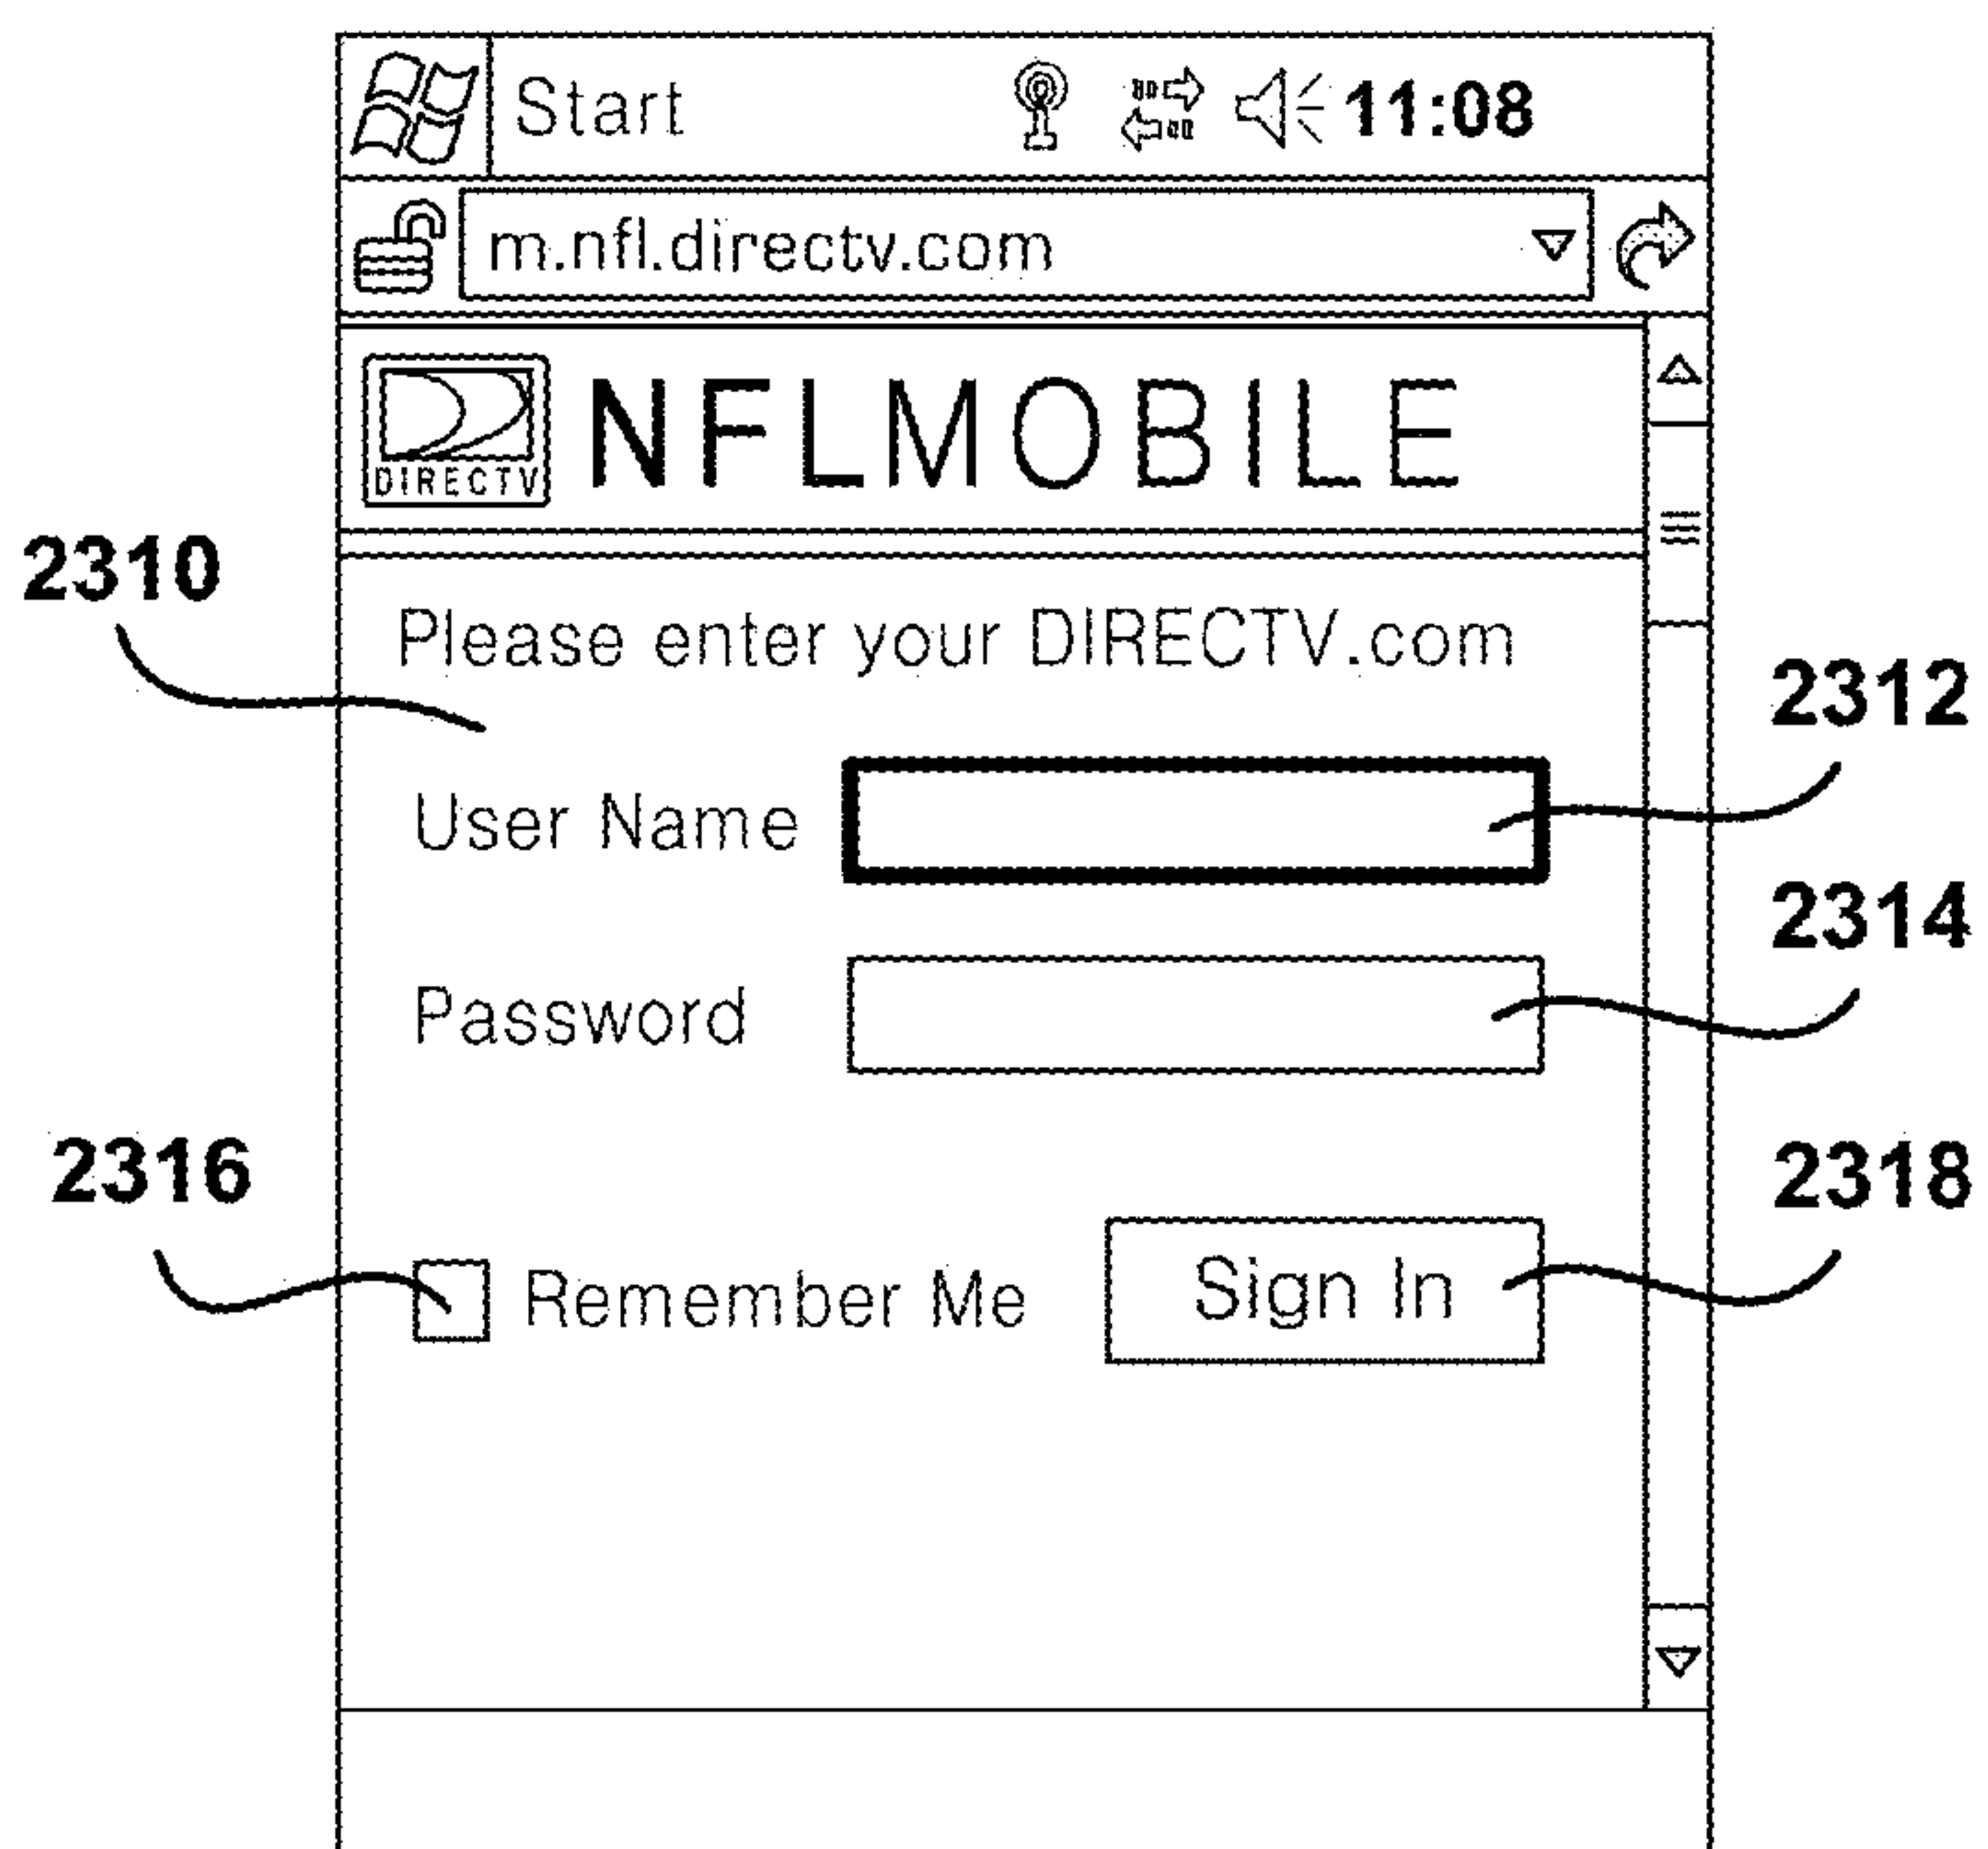 Start 11:08
m.nfl.directv.com
DIRECTV NFLMOBILE
2310
Please enter your DIRECTV.com
2312
User Name
2314
Password
2316
2318
Remember Me Sign In